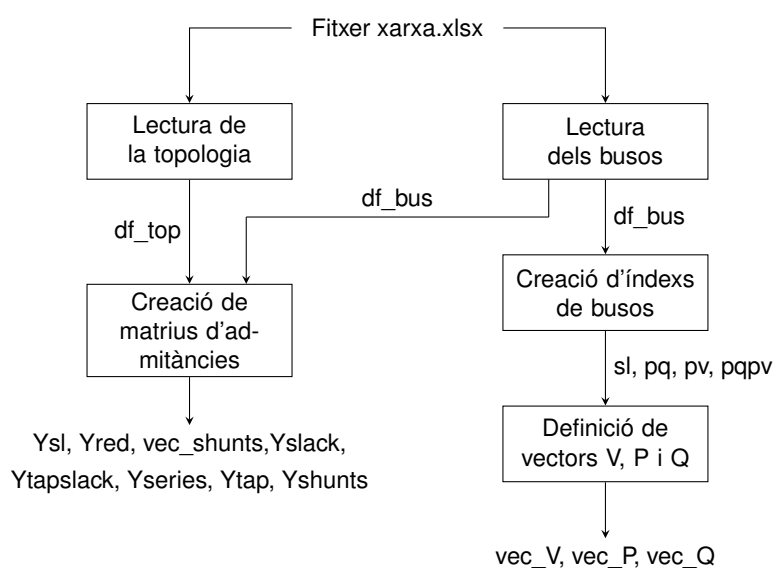 Fitxer xarxa.xlsx
Lectura de
la topologia
Lectura
dels busos
df_bus
df_top
df_bus
Creació de
matrius d'ad-
mitàncies
Creació d'índexs
de busos
sl, pq, pv, pqpv
Ysl, Yred, vec_shunts,Yslack,
Ytapslack, Yseries, Ytap, Yshunts
Definició de
vectors V, P i Q
vec_V, vec_P, vec_Q